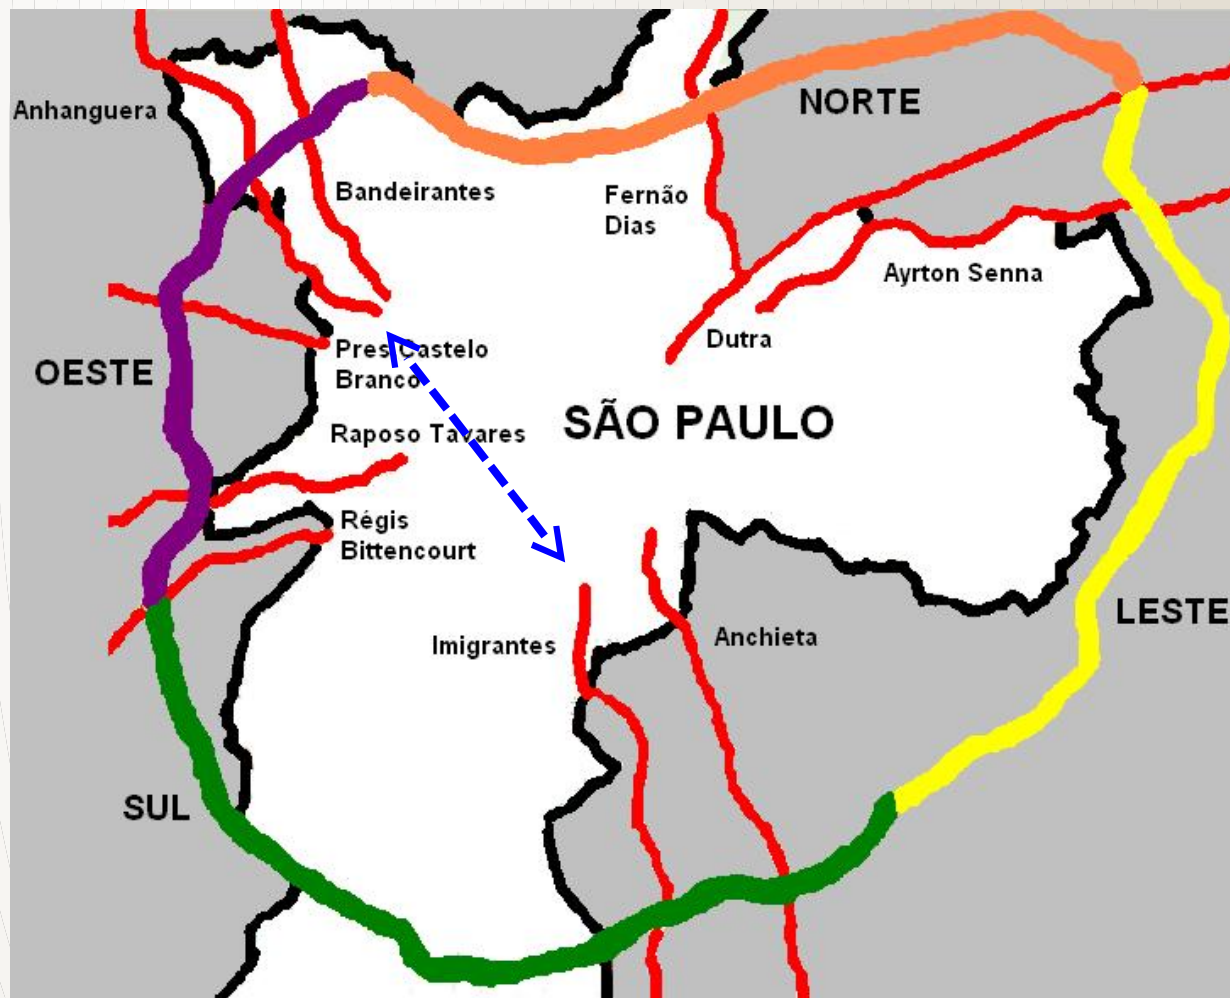 Anhanguera
NORTE
Bandeirantes
Fernão
Dias
Ayrton Senna
Dutra
Pres Castelo
Branco
OESTE
SÃO PAULO
Raposo Tavares
Régis
Bittencourt
LESTE
Imigrantes
Anchieta
SUL